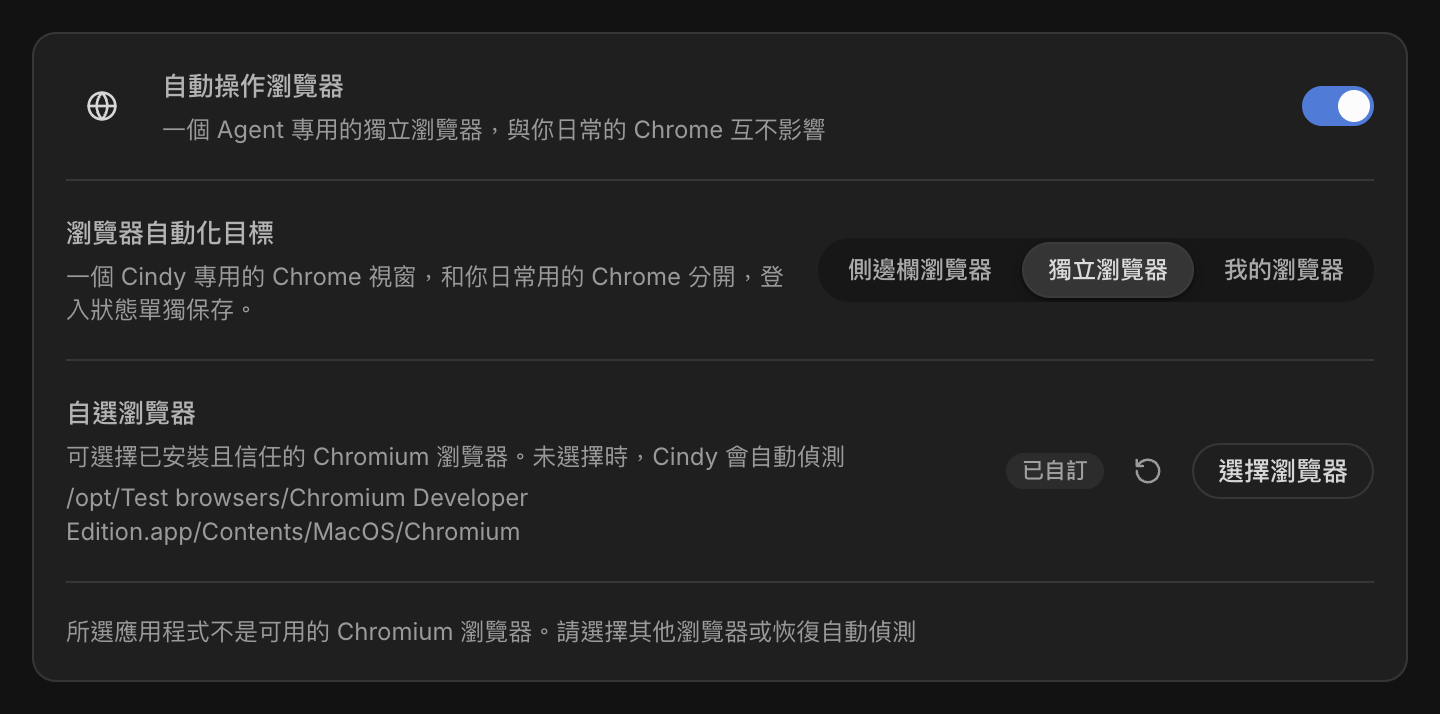 自動操作瀏覽器
一個 Agent 專用的獨立瀏覽器，與你日常的 Chrome 互不影響
瀏覽器自動化目標
一個 Cindy 專用的 Chrome 視窗，和你日常用的 Chrome 分開，登
入狀態單獨保存。
側邊欄瀏覽器
獨立瀏覽器
我的瀏覽器
自選瀏覽器
可選擇已安裝且信任的 Chromium 瀏覽器。未選擇時，Cindy 會自動偵測
/opt/Test browsers/Chromium Developer
Edition.app/Contents/MacOS/Chromium
已自訂
選擇瀏覽器
所選應用程式不是可用的 Chromium 瀏覽器。請選擇其他瀏覽器或恢復自動偵測